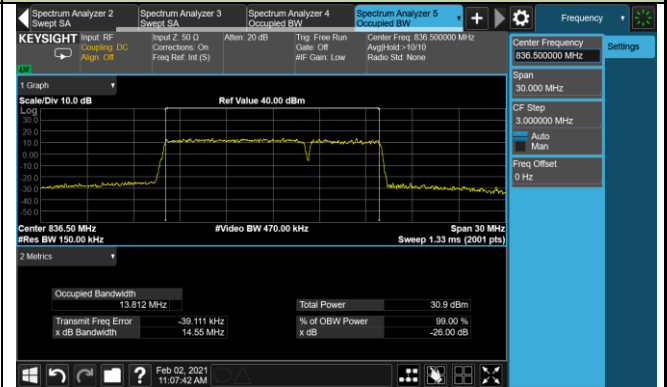 Spectrum Analyzer 2
Swept SA
Spectrum Analyzer 3
Swept SA
Spectrum Analyzer 4
Occupied BW
Spectrum Analyzer 5
Occupied BW
Frequency
KEYSIGHT
Input: RF
Coupling: DC
Align: Off
Input Z: 50 Ω
Corrections: On
Freq Ref: Int (S)
Atten: 20 dB
Trig: Free Run
Gate: Off
#IF Gain: Low
Center Freq: 836.500000 MHz
Avg|Hold:>10/10
Radio Std: None
Center Frequency
836.500000 MHz
Settings
Span
30.000 MHz
CF Step
3.000000 MHz
Auto
Man
Freq Offset
0 Hz
1 Graph
Scale/Div 10.0 dB
Ref Value 40.00 dBm
Log
30.0
20.0
10.0
0.00
-10.0
-20.0
-30.0
-40.0
-50.0
Center 836.50 MHz
#Video BW 470.00 kHz
Span 30 MHz
#Res BW 150.00 kHz
Sweep 1.33 ms (2001 pts)
2 Metrics
Occupied Bandwidth
13.812 MHz
Total Power 30.9 dBm
Transmit Freq Error -39.111 kHz
% of OBW Power 99.00 %
x dB Bandwidth 14.55 MHz
x dB -26.00 dB
Feb 02, 2021
11:07:42 AM